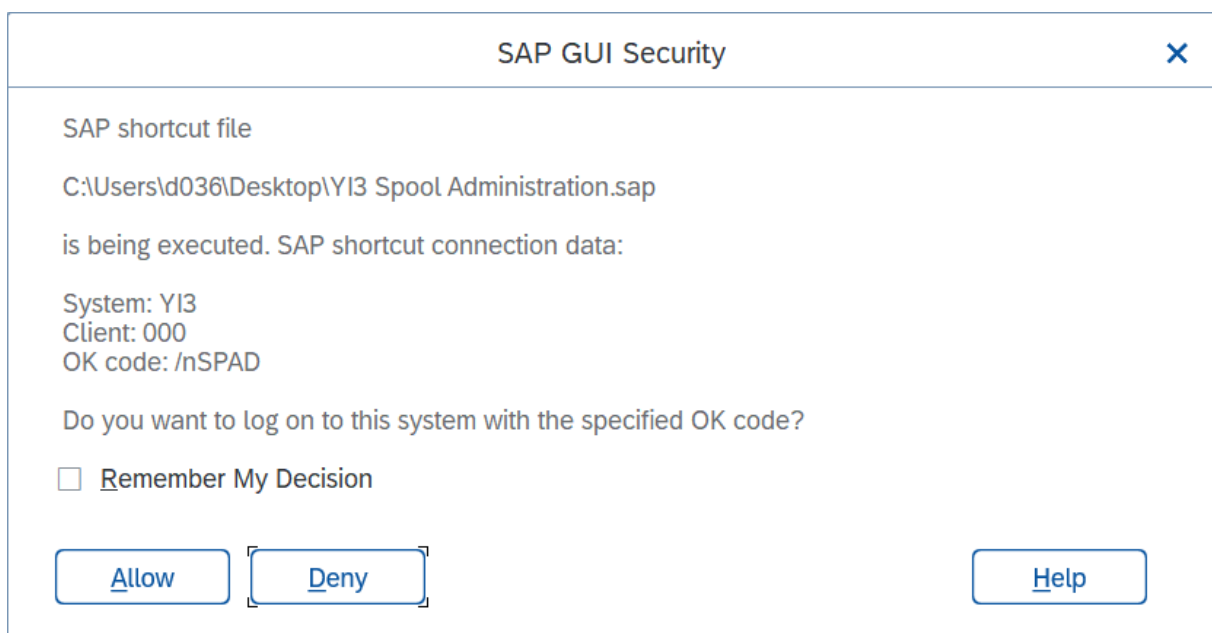 SAP GUI Security
SAP shortcut file
C:\Users\d036\Desktop\YI3 Spool Administration.sap
is being executed. SAP shortcut connection data:
System: YI3
Client: 000
OK code: /nSPAD
Do you want to log on to this system with the specified OK code?
Remember My Decision
Allow
Deny
Help